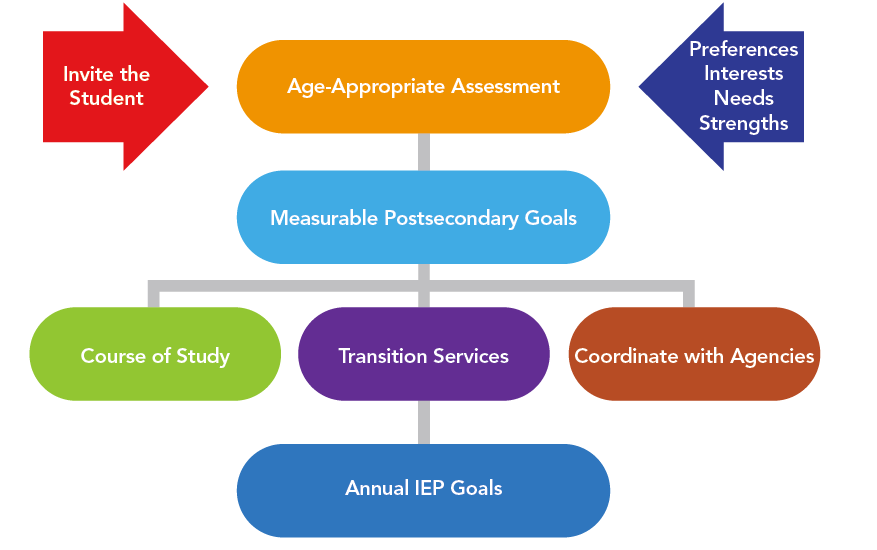 Invite the
Student
Age-Appropriate Assessment
Preferences
Interests
Needs
Strengths
Measurable Postsecondary Goals
Course of Study
Transition Services
Coordinate with Agencies
Annual IEP Goals